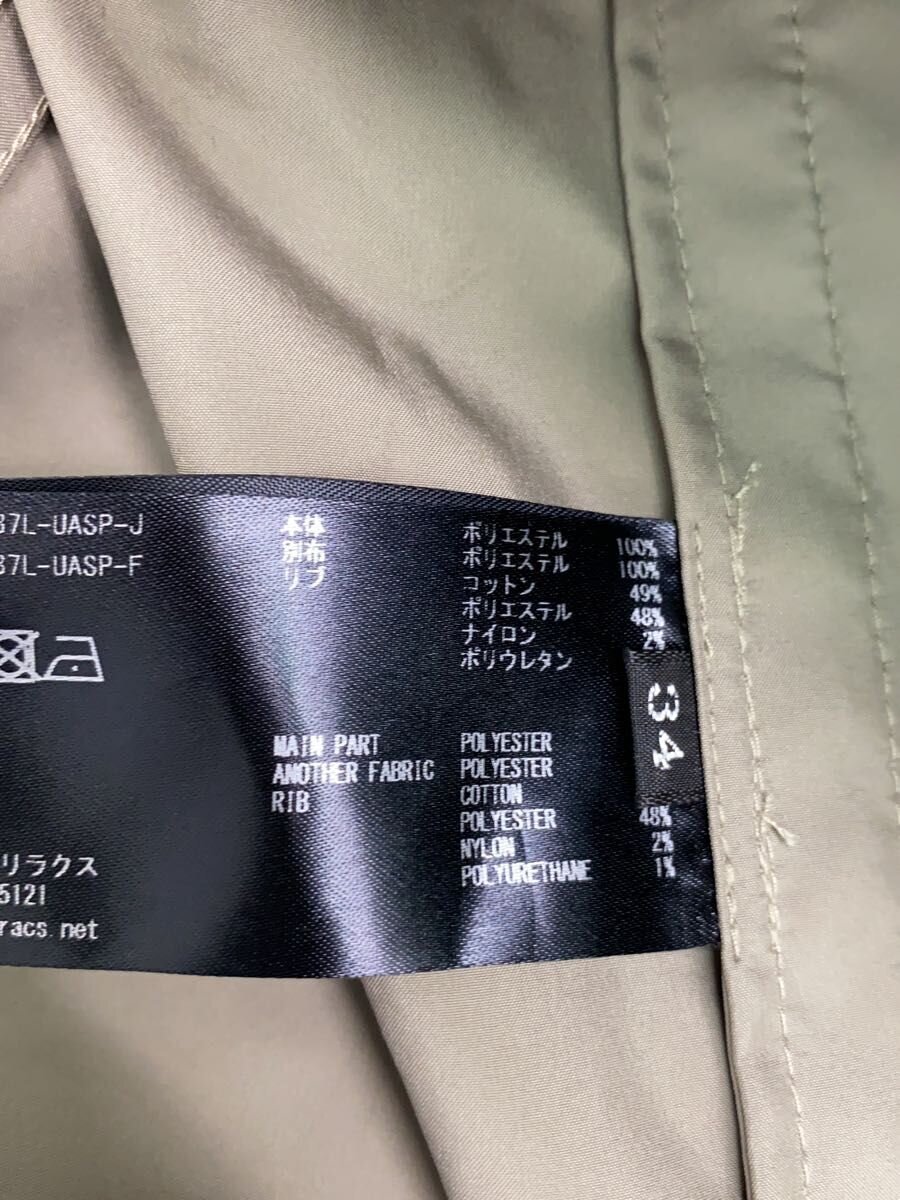 37L-UASP-J
37L-UASP-F
本体 ポリエステル 100%
別布 ポリエステル 100%
リブ コットン 49%
ポリエステル 48%
ナイロン 2%
ポリウレタン
34
MAIN PART POLYESTER
ANOTHER FABRIC POLYESTER
RIB COTTON
POLYESTER 48%
NYLON 2%
POLYURETHANE 1%
リラクス
5121
racs.net